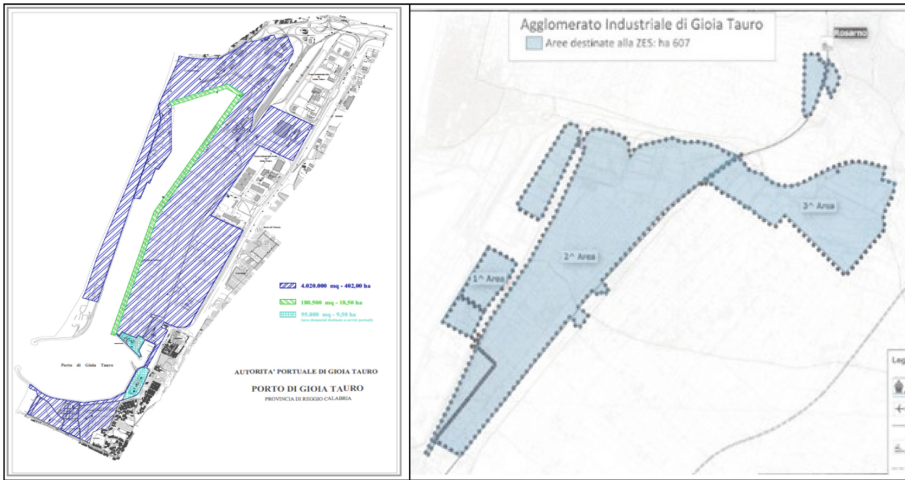 4.020.000 mq - 402,00 ha
180.500 mq - 18,50 ha
95.000 mq - 9,50 ha
Porto di Gioia Tauro
AUTORITA' PORTUALE DI GIOIA TAURO
PORTO DI GIOIA TAURO
PROVINCIA DI REGGIO CALABRIA
Agglomerato Industriale di Gioia Tauro
Aree destinate alla ZES: ha 607
Rosarno
3^ Area
2^ Area
1^ Area
Leg